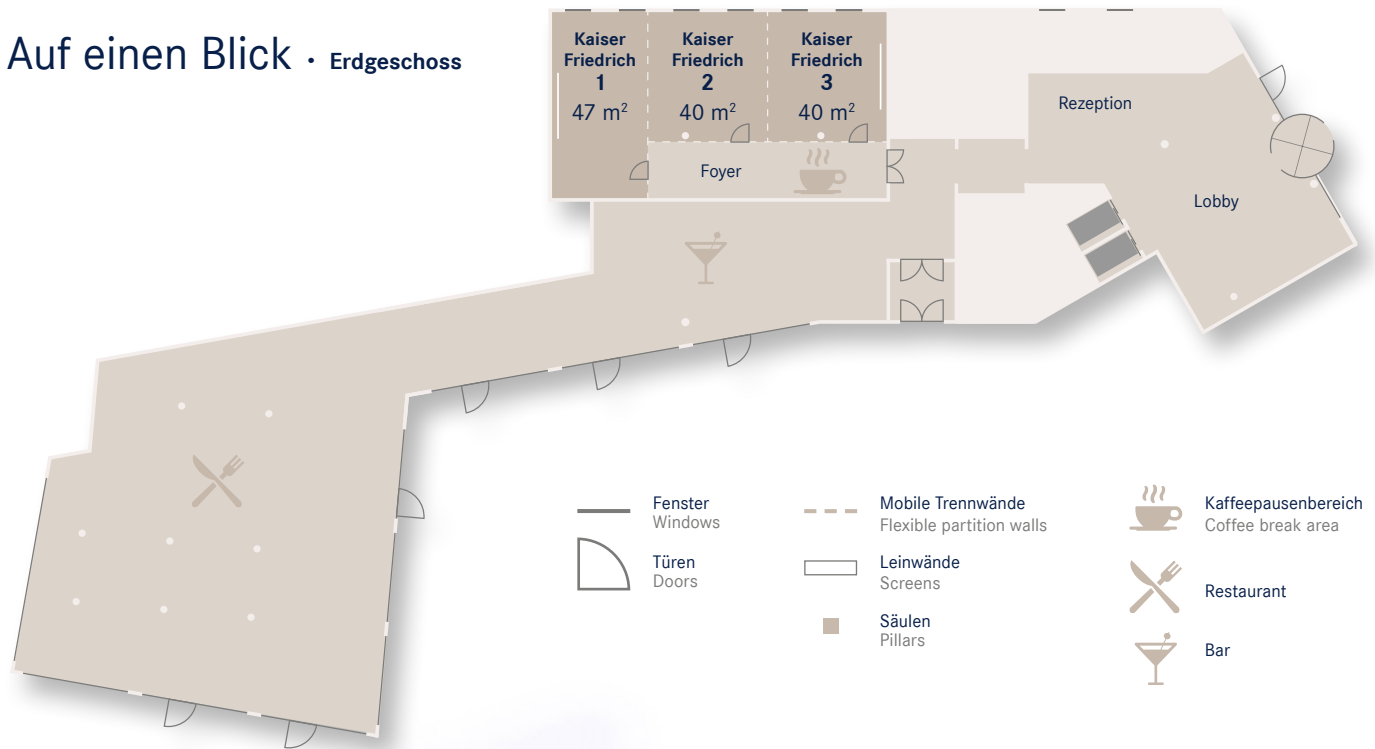 Auf einen Blick · Erdgeschoss
Kaiser
Friedrich
1
47 m²
Kaiser
Friedrich
2
40 m²
Kaiser
Friedrich
3
40 m²
Foyer
Rezeption
Lobby
Fenster
Windows
Türen
Doors
Mobile Trennwände
Flexible partition walls
Leinwände
Screens
Säulen
Pillars
Kaffeepausenbereich
Coffee break area
Restaurant
Bar